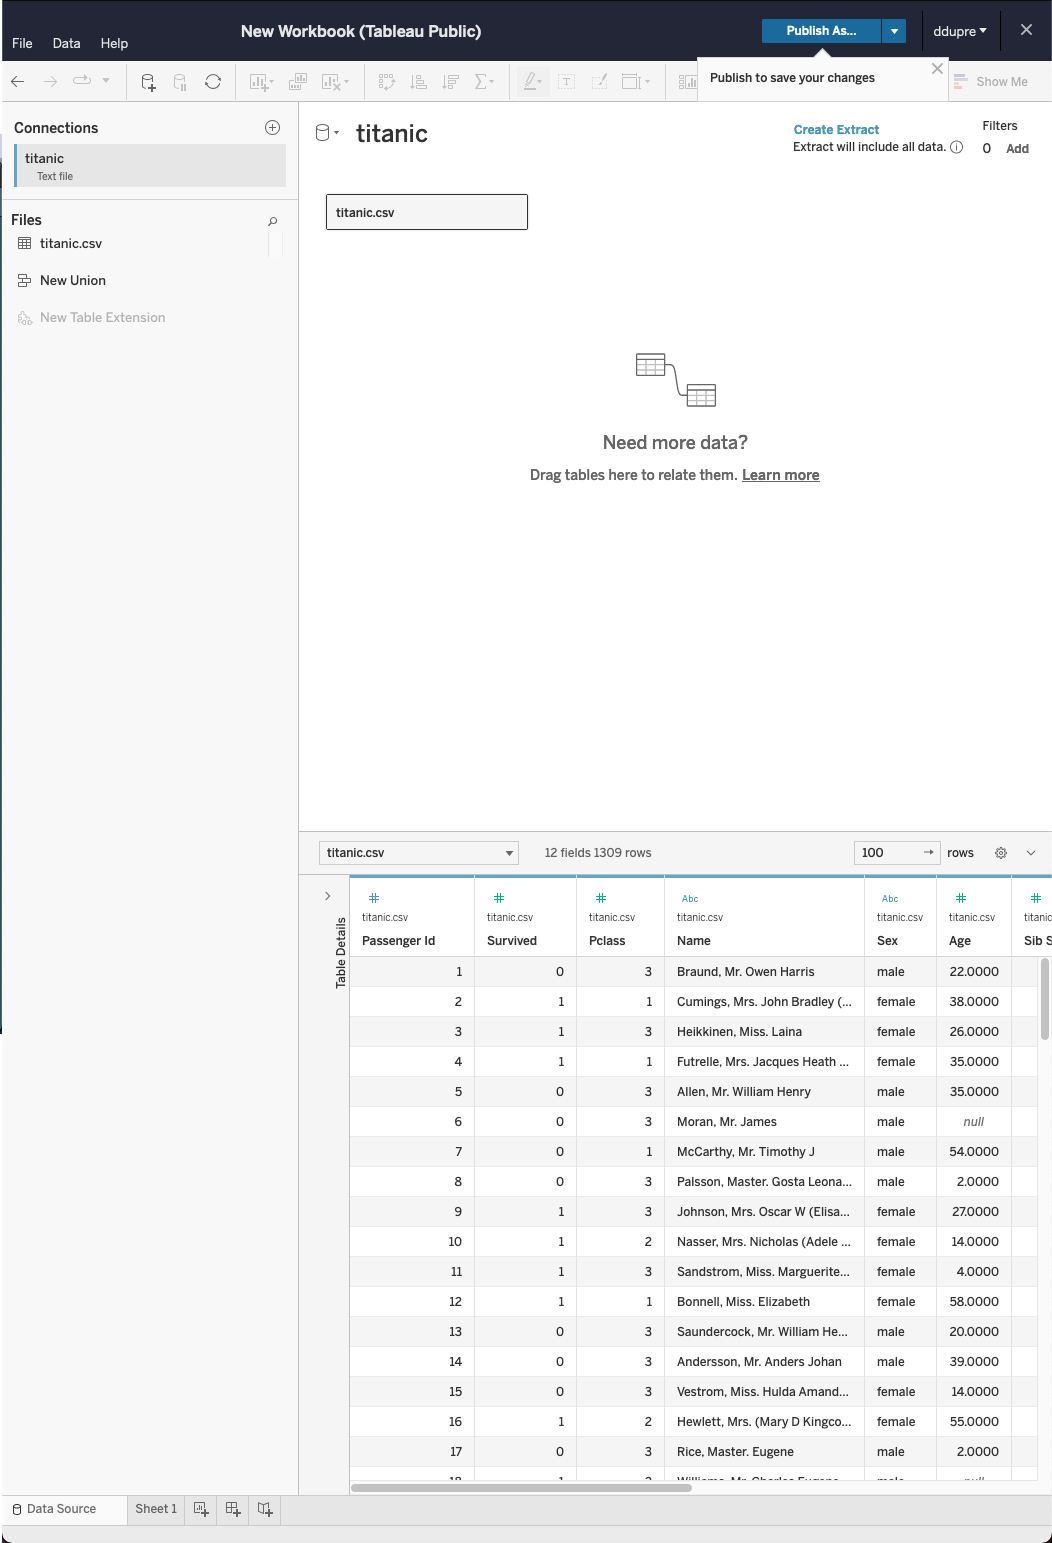 New Workbook (Tableau Public)
Publish As...
ddupre
File Data Help
Publish to save your changes
Show Me
Connections
titanic
Text file
Files
titanic.csv
New Union
New Table Extension
titanic
Create Extract
Extract will include all data.
Filters
0 Add
titanic.csv
Need more data?
Drag tables here to relate them. Learn more
titanic.csv 12 fields 1309 rows 100 rows
Table Details
# # # Abc Abc # #
titanic.csv titanic.csv titanic.csv titanic.csv titanic.csv titanic.csv titanic
Passenger Id Survived Pclass Name Sex Age Sib S
1 0 3 Braund, Mr. Owen Harris male 22.0000
2 1 1 Cumings, Mrs. John Bradley (... female 38.0000
3 1 3 Heikkinen, Miss. Laina female 26.0000
4 1 1 Futrelle, Mrs. Jacques Heath ... female 35.0000
5 0 3 Allen, Mr. William Henry male 35.0000
6 0 3 Moran, Mr. James male null
7 0 1 McCarthy, Mr. Timothy J male 54.0000
8 0 3 Palsson, Master. Gosta Leona... male 2.0000
9 1 3 Johnson, Mrs. Oscar W (Elisa... female 27.0000
10 1 2 Nasser, Mrs. Nicholas (Adele ... female 14.0000
11 1 3 Sandstrom, Miss. Marguerite... female 4.0000
12 1 1 Bonnell, Miss. Elizabeth female 58.0000
13 0 3 Saundercock, Mr. William He... male 20.0000
14 0 3 Andersson, Mr. Anders Johan male 39.0000
15 0 3 Vestrom, Miss. Hulda Amand... female 14.0000
16 1 2 Hewlett, Mrs. (Mary D Kingco... female 55.0000
17 0 3 Rice, Master. Eugene male 2.0000
Data Source Sheet 1